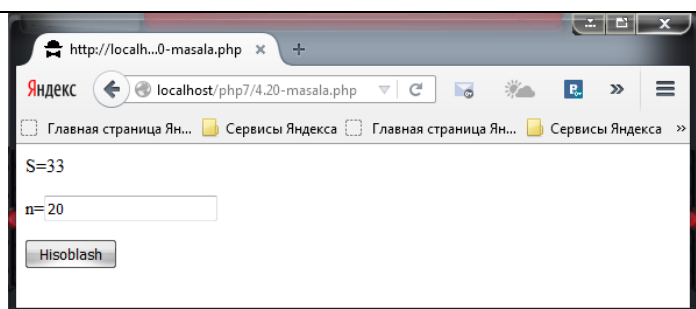 http://localh...0-masala.php × +
Яндекс localhost/php7/4.20-masala.php
Главная страница Ян... Сервисы Яндекса Главная страница Ян... Сервисы Яндекса »
S=33
n=20
Hisoblash